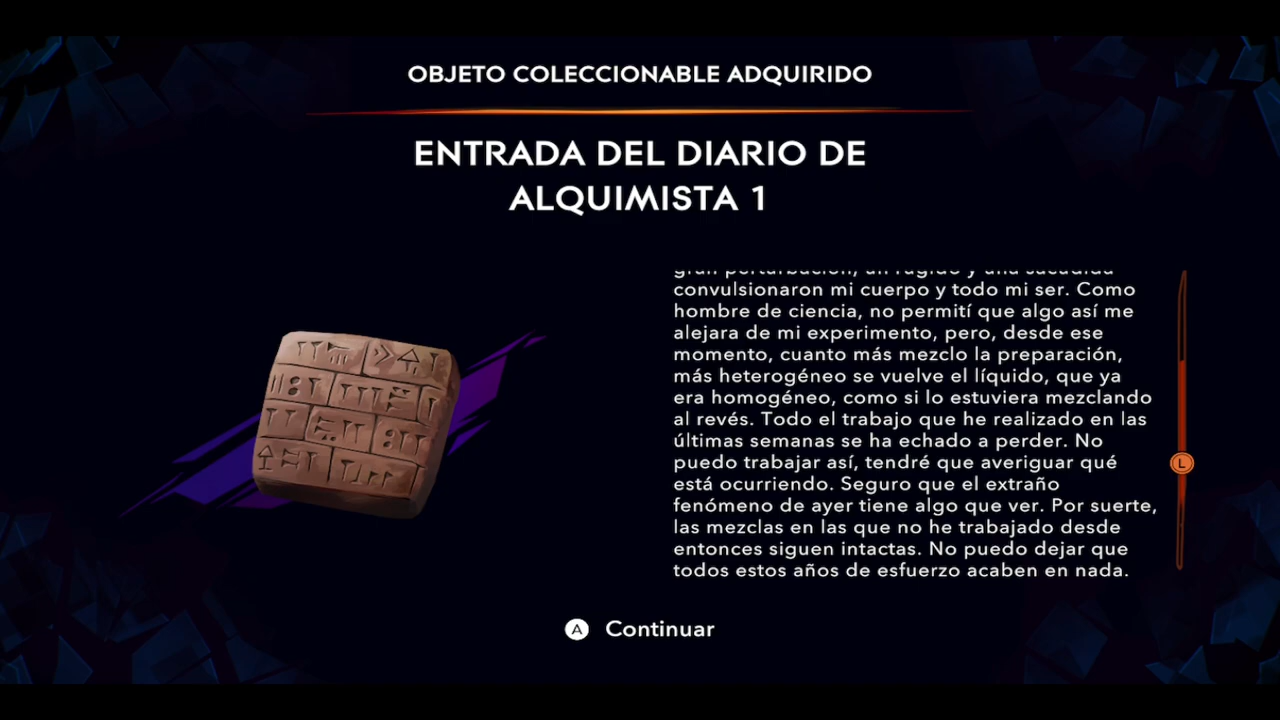 OBJETO COLECCIONABLE ADQUIRIDO
ENTRADA DEL DIARIO DE
ALQUIMISTA 1
gran perturbación, un rugido y una sacudida
convulsionaron mi cuerpo y todo mi ser. Como
hombre de ciencia, no permití que algo así me
alejara de mi experimento, pero, desde ese
momento, cuanto más mezclo la preparación,
más heterogéneo se vuelve el líquido, que ya
era homogéneo, como si lo estuviera mezclando
al revés. Todo el trabajo que he realizado en las
últimas semanas se ha echado a perder. No
puedo trabajar así, tendré que averiguar qué
está ocurriendo. Seguro que el extraño
fenómeno de ayer tiene algo que ver. Por suerte,
las mezclas en las que no he trabajado desde
entonces siguen intactas. No puedo dejar que
todos estos años de esfuerzo acaben en nada.
L
A Continuar